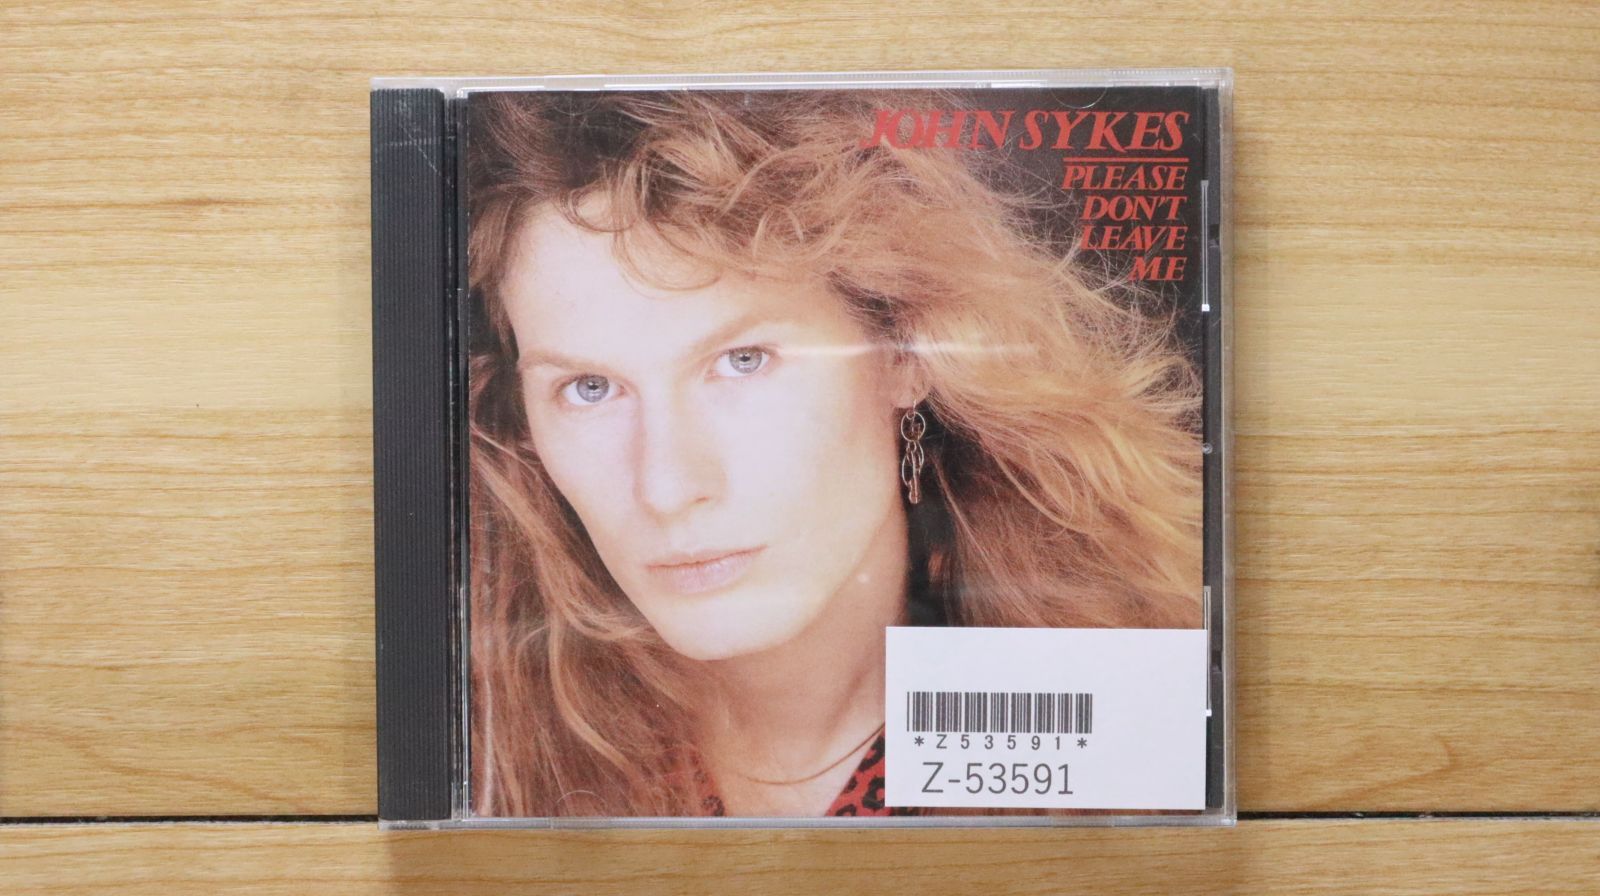 JOHN SYKES
PLEASE
DON'T
LEAVE
ME
*Z53591*
Z-53591